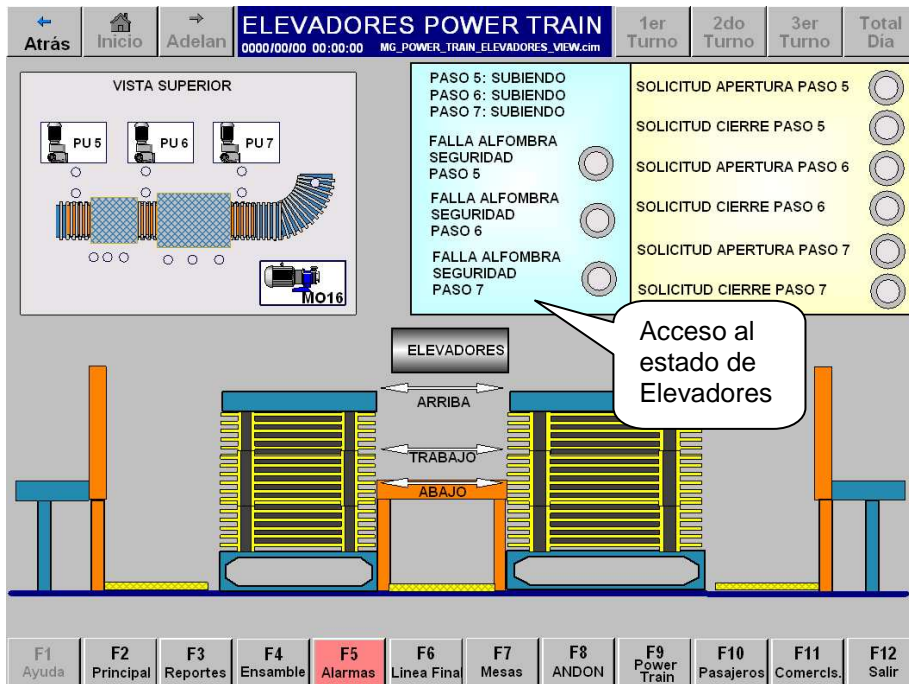 Atrás
Inicio
Adelan
ELEVADORES POWER TRAIN
0000/00/00 00:00:00 MG_POWER_TRAIN_ELEVADORES_VIEW.cim
1er
Turno
2do
Turno
3er
Turno
Total
Día
VISTA SUPERIOR
PU 5
PU 6
PU 7
MO16
PASO 5: SUBIENDO
PASO 6: SUBIENDO
PASO 7: SUBIENDO
FALLA ALFOMBRA
SEGURIDAD
PASO 5
FALLA ALFOMBRA
SEGURIDAD
PASO 6
FALLA ALFOMBRA
SEGURIDAD
PASO 7
SOLICITUD APERTURA PASO 5
SOLICITUD CIERRE PASO 5
SOLICITUD APERTURA PASO 6
SOLICITUD CIERRE PASO 6
SOLICITUD APERTURA PASO 7
SOLICITUD CIERRE PASO 7
Acceso al
estado de
Elevadores
ELEVADORES
ARRIBA
TRABAJO
ABAJO
F1
Ayuda
F2
Principal
F3
Reportes
F4
Ensamble
F5
Alarmas
F6
Linea Final
F7
Mesas
F8
ANDON
F9
Power
Train
F10
Pasajeros
F11
Comercls.
F12
Salir